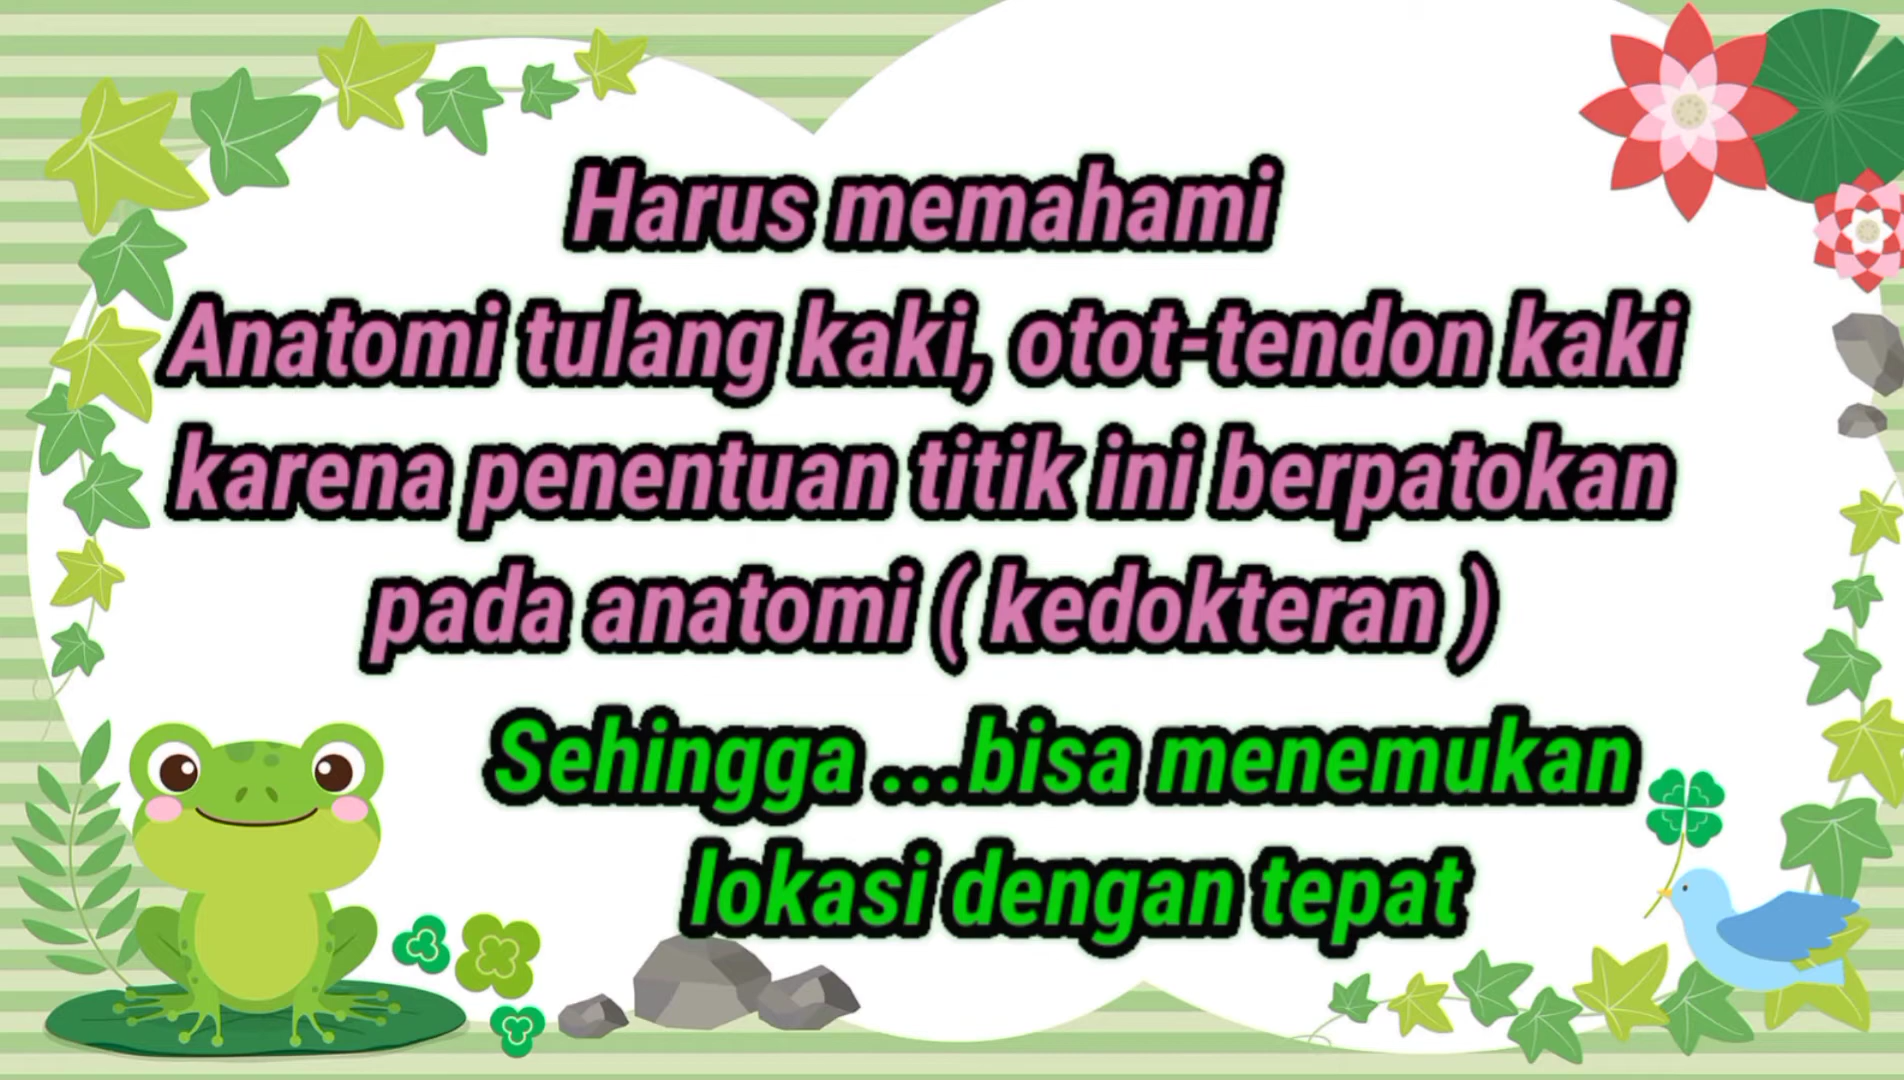 Harus memahami
Anatomi tulang kaki, otot-tendon kaki
karena penentuan titik ini berpatokan
pada anatomi ( kedokteran )
Sehingga ...bisa menemukan
lokasi dengan tepat